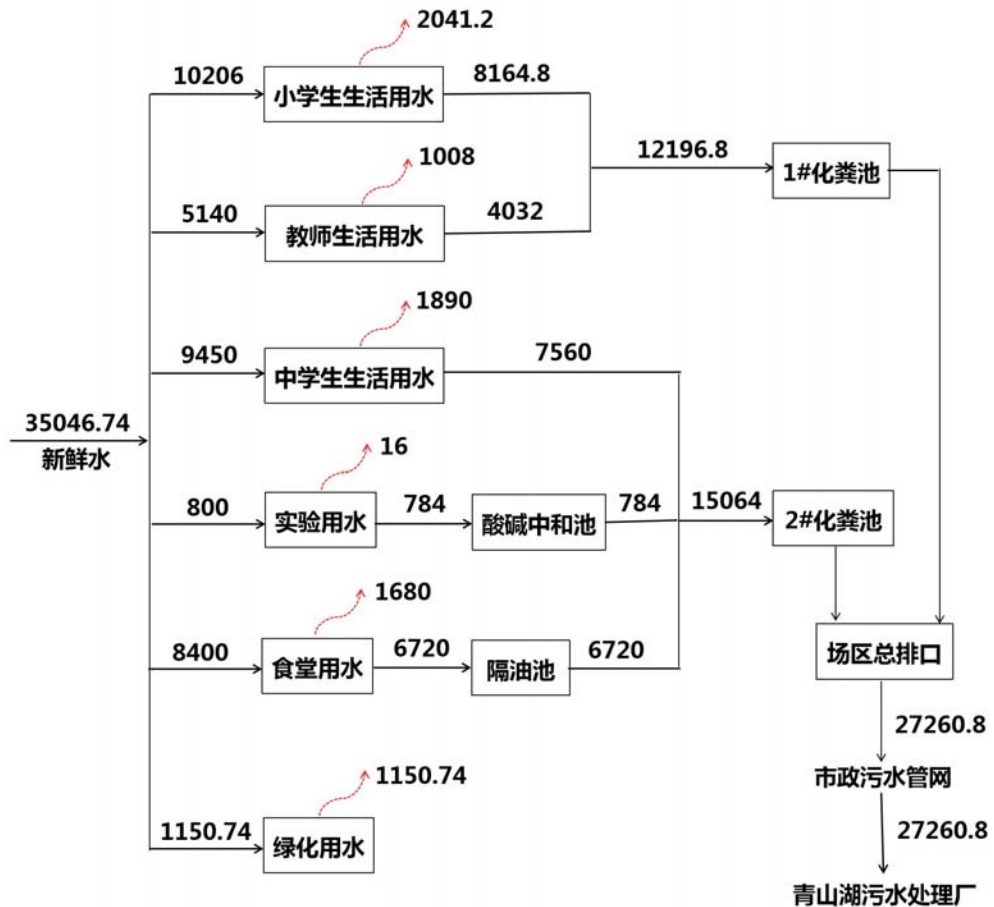 2041.2
10206
小学生生活用水
8164.8
12196.8
1#化粪池
1008
5140
教师生活用水
4032
1890
9450
中学生生活用水
7560
35046.74
新鲜水
16
800
实验用水
784
酸碱中和池
784
15064
2#化粪池
1680
8400
食堂用水
6720
隔油池
6720
场区总排口
27260.8
市政污水管网
1150.74
1150.74
绿化用水
27260.8
青山湖污水处理厂